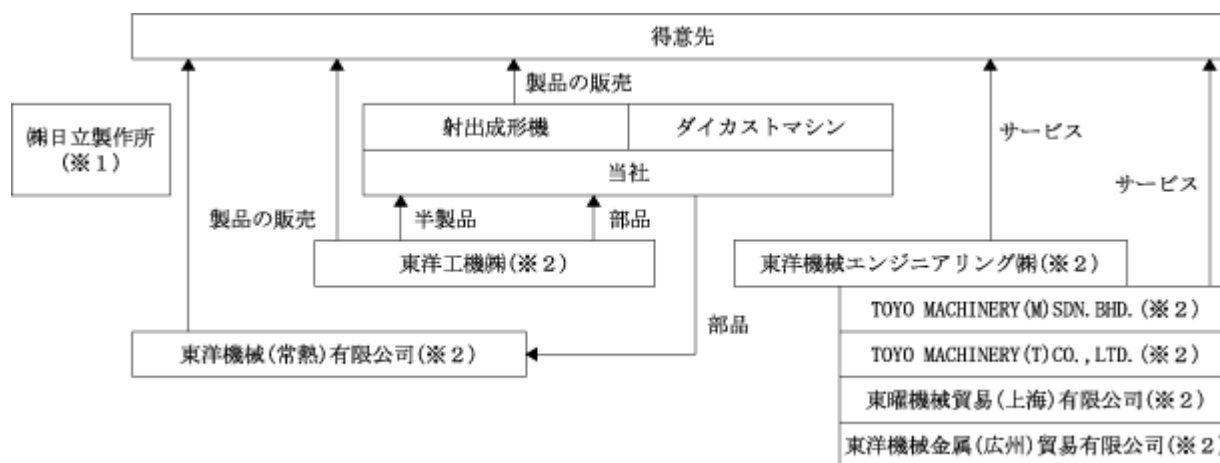 得意先
製品の販売
㈱日立製作所
(※1)
射出成形機
ダイカストマシン
サービス
当社
サービス
製品の販売
半製品
部品
東洋工機㈱(※2)
東洋機械エンジニアリング㈱(※2)
TOYO MACHINERY(M)SDN.BHD.(※2)
部品
東洋機械(常熟)有限公司(※2)
TOYO MACHINERY(T)CO.,LTD.(※2)
東曜機械貿易(上海)有限公司(※2)
東洋機械金属(広州)貿易有限公司(※2)